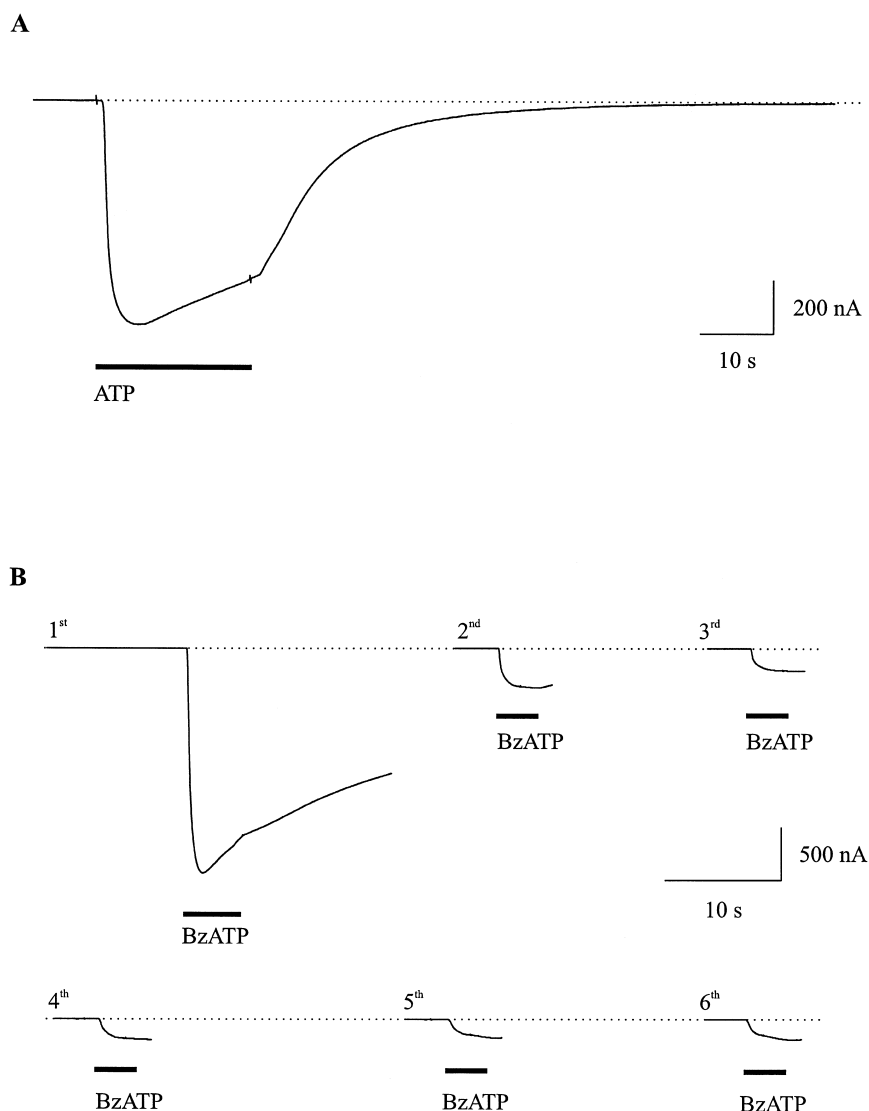 A
200 nA
10 s
ATP
B
1st
2nd
3rd
BzATP
BzATP
500 nA
10 s
BzATP
4th
5th
6th
BzATP
BzATP
BzATP